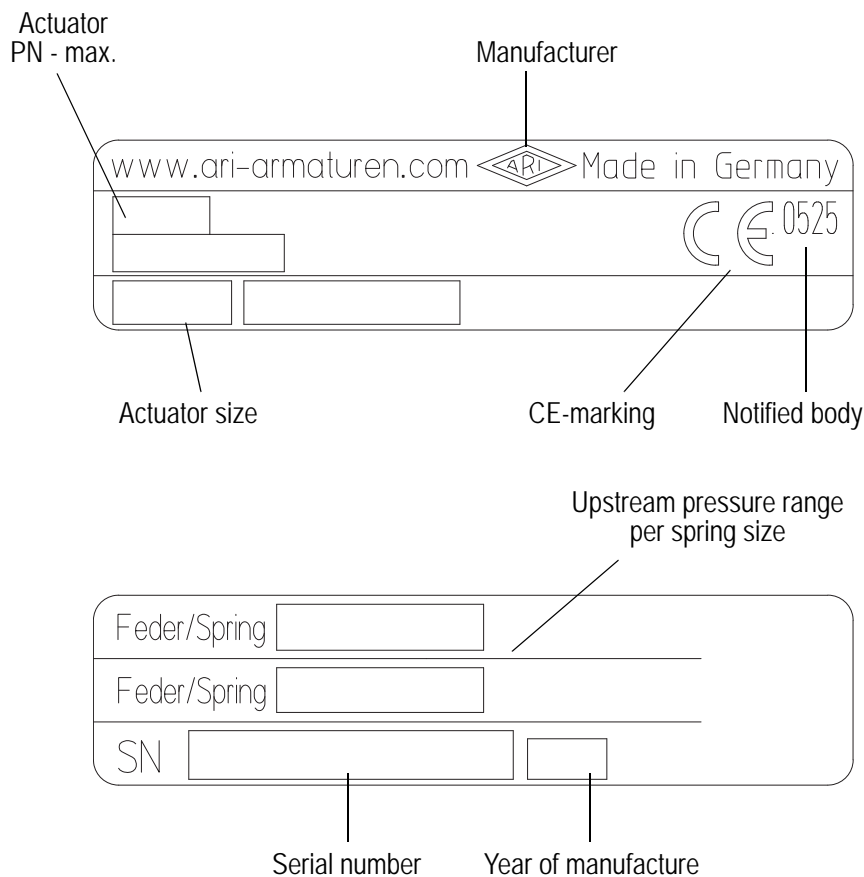 Actuator
PN - max.
Manufacturer
www.ari-armaturen.com ARI Made in Germany
CE.0525
Actuator size
CE-marking
Notified body
Upstream pressure range
per spring size
Feder/Spring
Feder/Spring
SN
Serial number
Year of manufacture